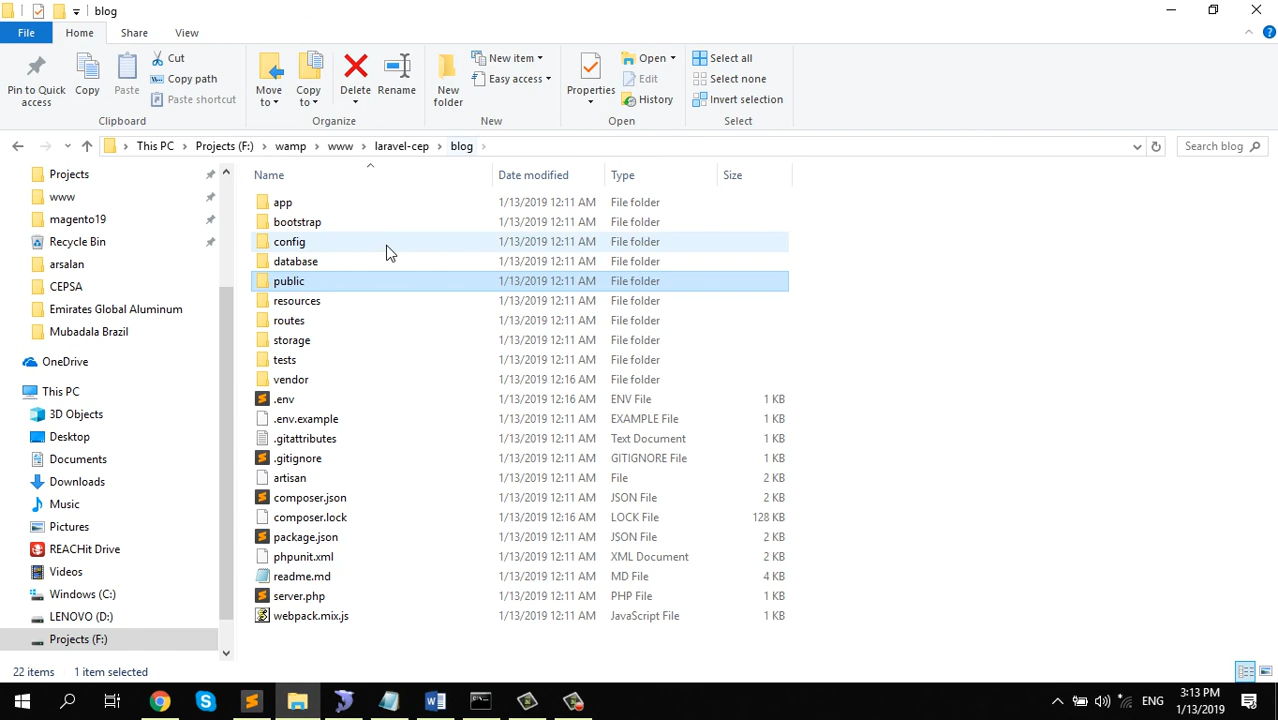 blog
File Home Share View
Pin to Quick access
Copy
Paste
Cut
Copy path
Paste shortcut
Clipboard
Move to
Copy to
Delete
Rename
Organize
New folder
New item
Easy access
New
Properties
Open
Edit
History
Open
Select all
Select none
Invert selection
Select
This PC Projects (F:) wamp www laravel-cep blog
Search blog
Projects
www
magento19
Recycle Bin
arsalan
CEPSA
Emirates Global Aluminum
Mubadala Brazil
OneDrive
This PC
3D Objects
Desktop
Documents
Downloads
Music
Pictures
REACHit Drive
Videos
Windows (C:)
LENOVO (D:)
Projects (F:)
Name Date modified Type Size
app 1/13/2019 12:11 AM File folder
bootstrap 1/13/2019 12:11 AM File folder
config 1/13/2019 12:11 AM File folder
database 1/13/2019 12:11 AM File folder
public 1/13/2019 12:11 AM File folder
resources 1/13/2019 12:11 AM File folder
routes 1/13/2019 12:11 AM File folder
storage 1/13/2019 12:11 AM File folder
tests 1/13/2019 12:11 AM File folder
vendor 1/13/2019 12:16 AM File folder
.env 1/13/2019 12:16 AM ENV File 1 KB
.env.example 1/13/2019 12:11 AM EXAMPLE File 1 KB
.gitattributes 1/13/2019 12:11 AM Text Document 1 KB
.gitignore 1/13/2019 12:11 AM GITIGNORE File 1 KB
artisan 1/13/2019 12:11 AM File 2 KB
composer.json 1/13/2019 12:11 AM JSON File 2 KB
composer.lock 1/13/2019 12:16 AM LOCK File 128 KB
package.json 1/13/2019 12:11 AM JSON File 2 KB
phpunit.xml 1/13/2019 12:11 AM XML Document 2 KB
readme.md 1/13/2019 12:11 AM MD File 4 KB
server.php 1/13/2019 12:11 AM PHP File 1 KB
webpack.mix.js 1/13/2019 12:11 AM JavaScript File 1 KB
22 items 1 item selected
ENG
3:13 PM
1/13/2019